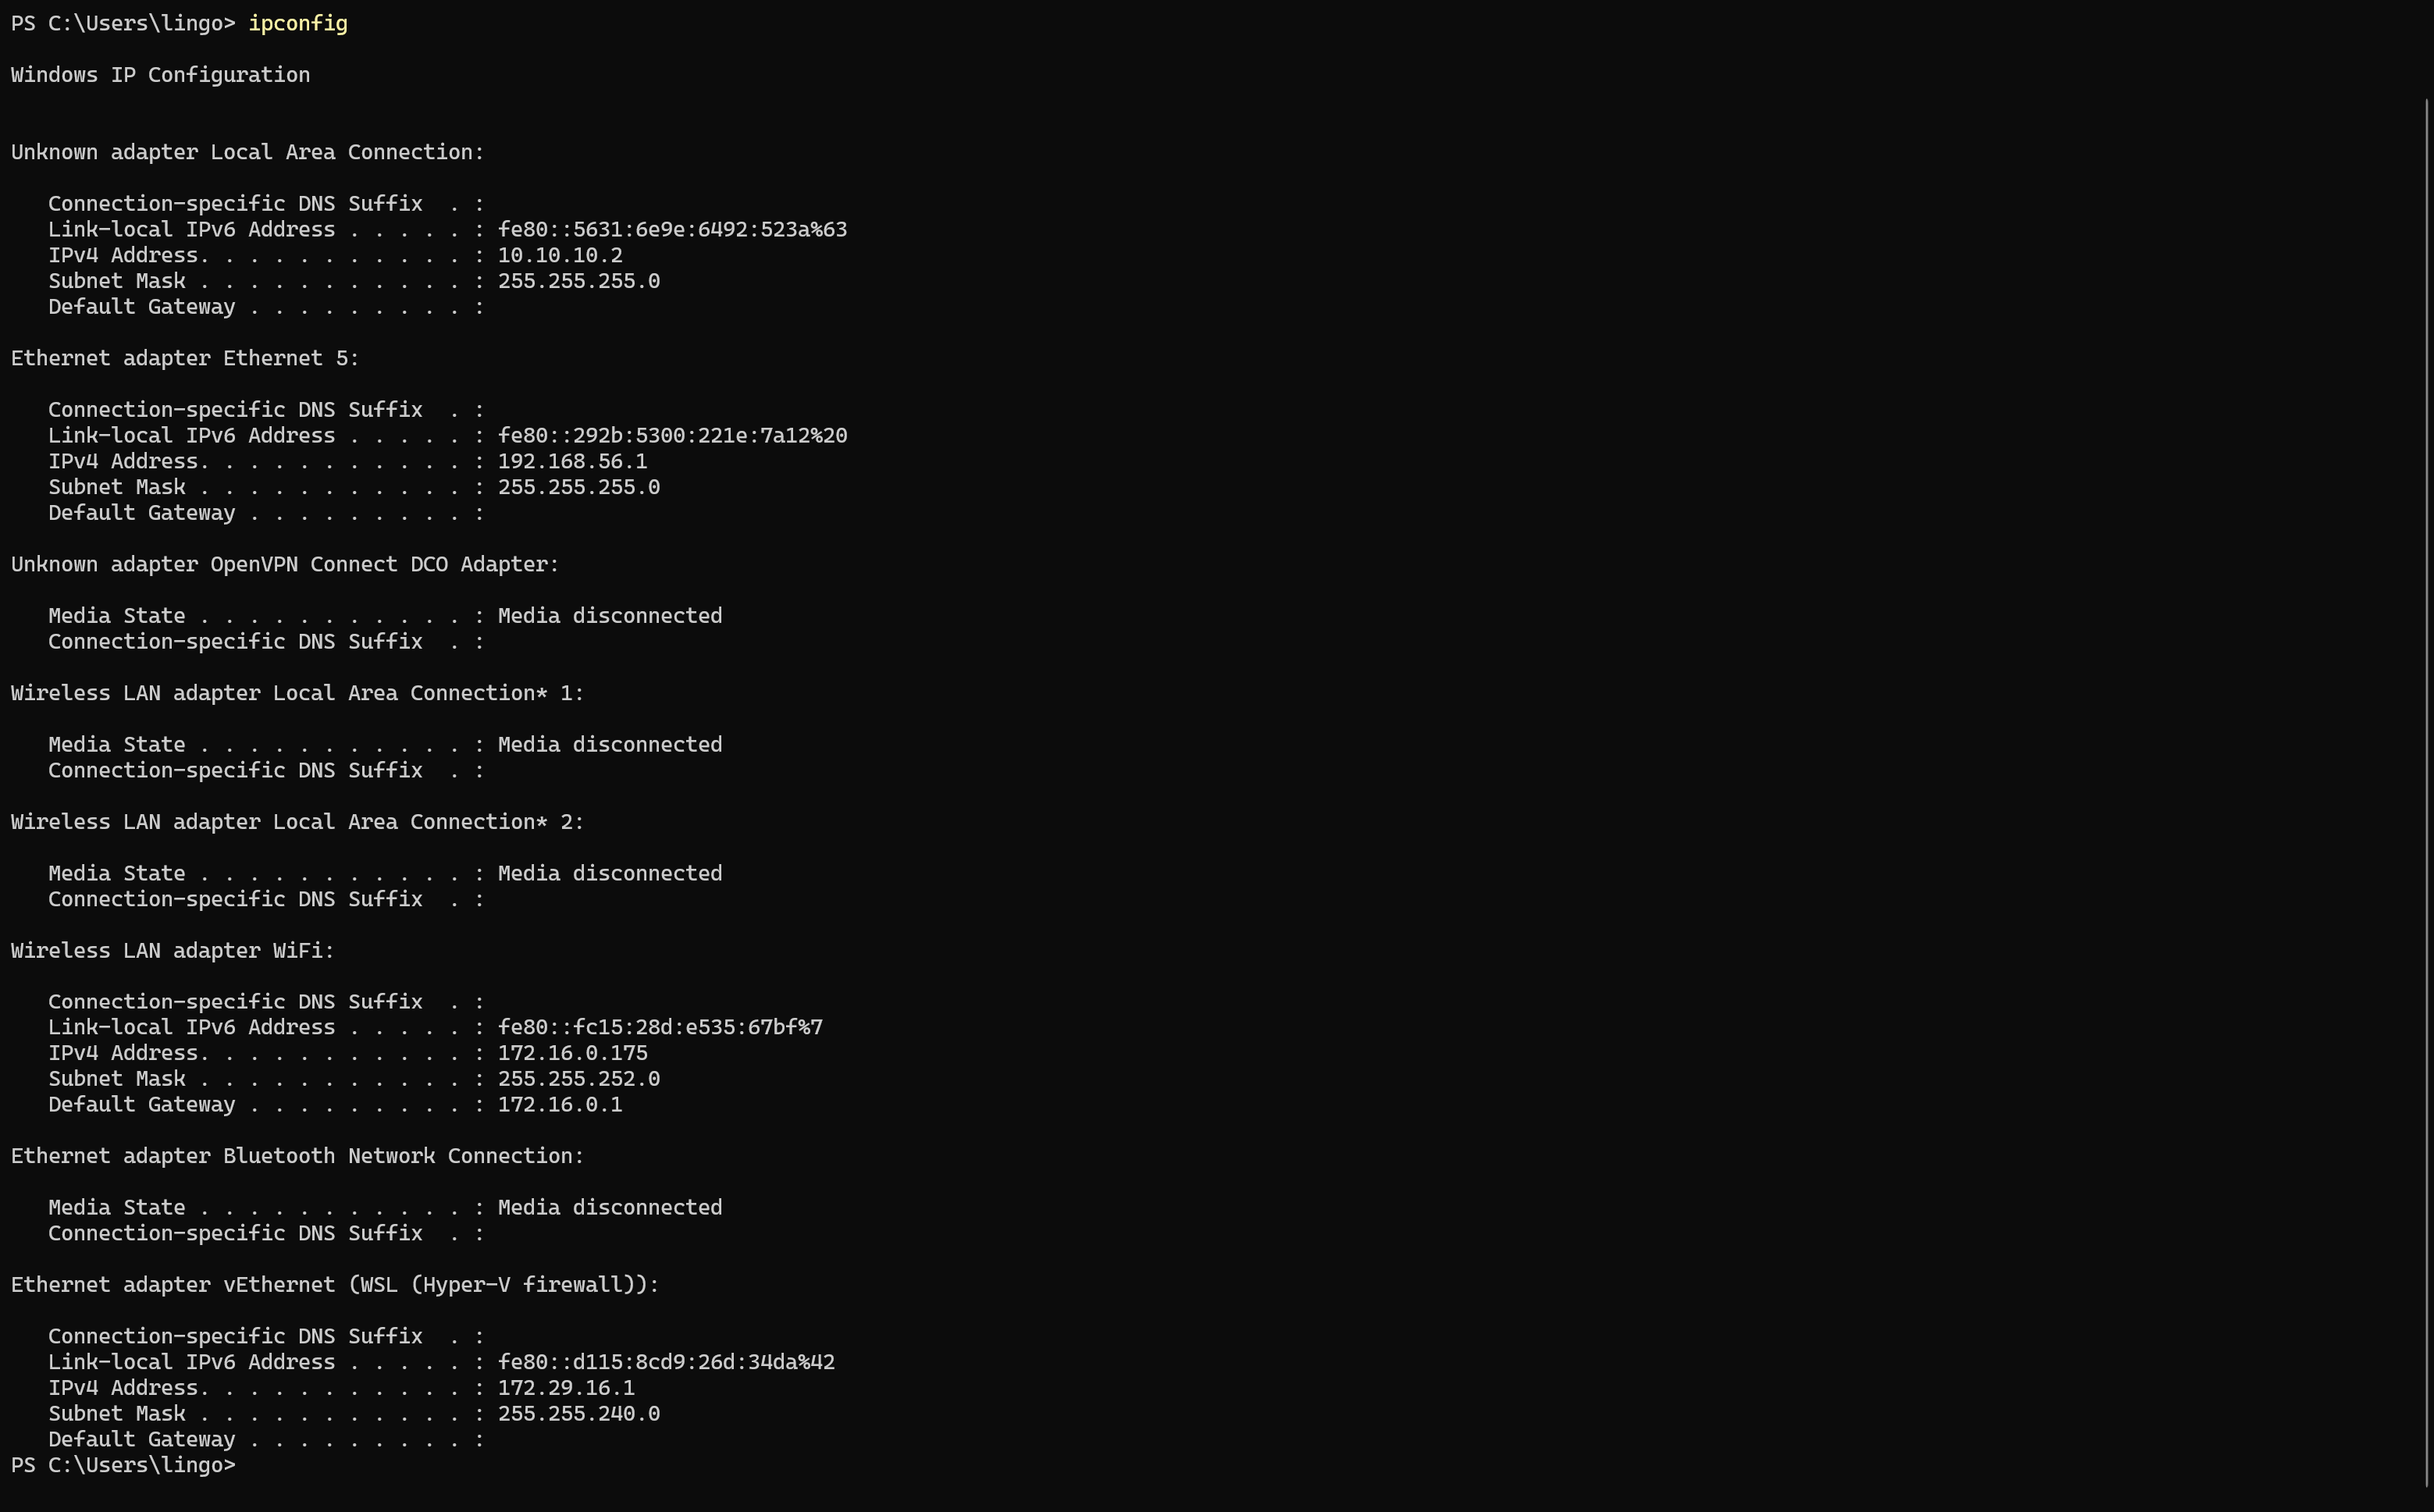 PS C:\Users\lingo> ipconfig

Windows IP Configuration


Unknown adapter Local Area Connection:

   Connection-specific DNS Suffix  . :
   Link-local IPv6 Address . . . . . : fe80::5631:6e9e:6492:523a%63
   IPv4 Address. . . . . . . . . . . : 10.10.10.2
   Subnet Mask . . . . . . . . . . . : 255.255.255.0
   Default Gateway . . . . . . . . . :

Ethernet adapter Ethernet 5:

   Connection-specific DNS Suffix  . :
   Link-local IPv6 Address . . . . . : fe80::292b:5300:221e:7a12%20
   IPv4 Address. . . . . . . . . . . : 192.168.56.1
   Subnet Mask . . . . . . . . . . . : 255.255.255.0
   Default Gateway . . . . . . . . . :

Unknown adapter OpenVPN Connect DCO Adapter:

   Media State . . . . . . . . . . . : Media disconnected
   Connection-specific DNS Suffix  . :

Wireless LAN adapter Local Area Connection* 1:

   Media State . . . . . . . . . . . : Media disconnected
   Connection-specific DNS Suffix  . :

Wireless LAN adapter Local Area Connection* 2:

   Media State . . . . . . . . . . . : Media disconnected
   Connection-specific DNS Suffix  . :

Wireless LAN adapter WiFi:

   Connection-specific DNS Suffix  . :
   Link-local IPv6 Address . . . . . : fe80::fc15:28d:e535:67bf%7
   IPv4 Address. . . . . . . . . . . : 172.16.0.175
   Subnet Mask . . . . . . . . . . . : 255.255.252.0
   Default Gateway . . . . . . . . . : 172.16.0.1

Ethernet adapter Bluetooth Network Connection:

   Media State . . . . . . . . . . . : Media disconnected
   Connection-specific DNS Suffix  . :

Ethernet adapter vEthernet (WSL (Hyper-V firewall)):

   Connection-specific DNS Suffix  . :
   Link-local IPv6 Address . . . . . : fe80::d115:8cd9:26d:34da%42
   IPv4 Address. . . . . . . . . . . : 172.29.16.1
   Subnet Mask . . . . . . . . . . . : 255.255.240.0
   Default Gateway . . . . . . . . . :
PS C:\Users\lingo>